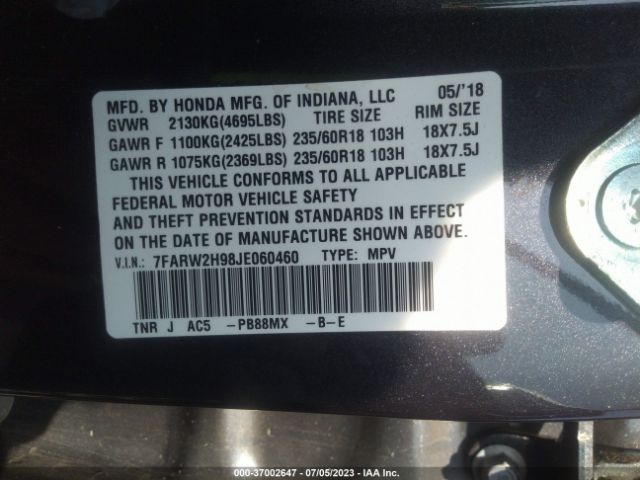 MFD. BY HONDA MFG. OF INDIANA, LLC 05/'18
GVWR 2130KG(4695LBS) TIRE SIZE RIM SIZE
GAWR F 1100KG(2425LBS) 235/60R18 103H 18X7.5J
GAWR R 1075KG(2369LBS) 235/60R18 103H 18X7.5J
THIS VEHICLE CONFORMS TO ALL APPLICABLE
FEDERAL MOTOR VEHICLE SAFETY
AND THEFT PREVENTION STANDARDS IN EFFECT
ON THE DATE OF MANUFACTURE SHOWN ABOVE.
V.I.N.: 7FARW2H98JE060460 TYPE: MPV
TNR J AC5 -PB88MX -B-E
000-37002647 - 07/05/2023 - IAA Inc.